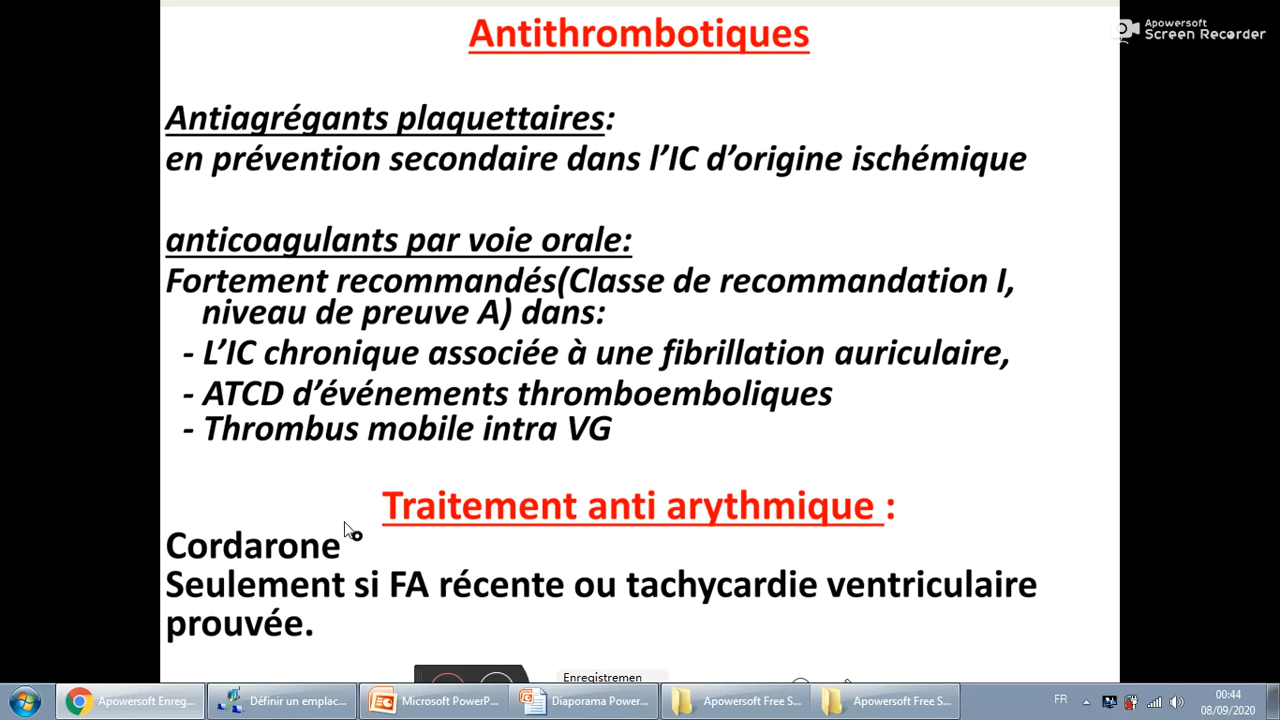 Antithrombotiques
Apowersoft
Screen Recorder
Antiagrégants plaquettaires:
en prévention secondaire dans l’IC d’origine ischémique
anticoagulants par voie orale:
Fortement recommandés(Classe de recommandation I,
niveau de preuve A) dans:
- L’IC chronique associée à une fibrillation auriculaire,
- ATCD d’événements thromboemboliques
- Thrombus mobile intra VG
Traitement anti arythmique :
Cordarone
Seulement si FA récente ou tachycardie ventriculaire
prouvée.
Enregistremen
Apowersoft Enreg...
Définir un emplac...
Microsoft PowerP...
Diaporama Power...
Apowersoft Free S...
Apowersoft Free S...
FR
00:44
08/09/2020